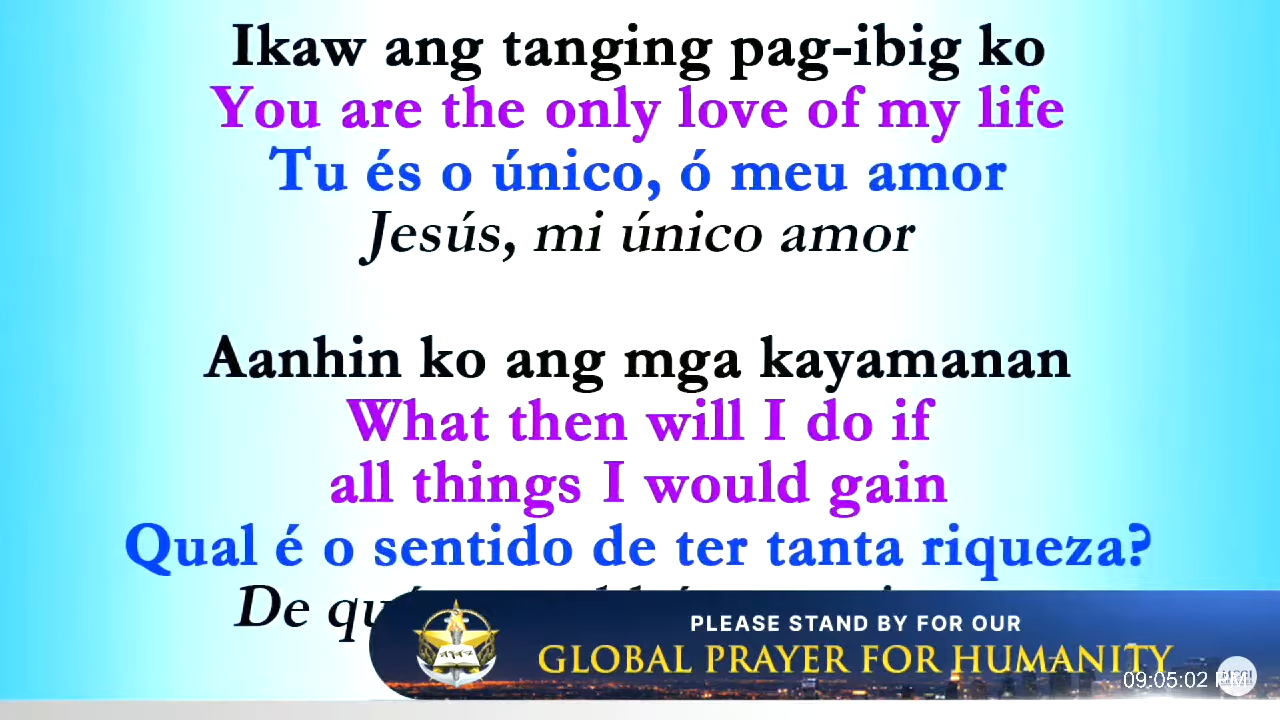 Ikaw ang tanging pag-ibig ko
You are the only love of my life
Tu és o único, ó meu amor
Jesús, mi único amor
Aanhin ko ang mga kayamanan
What then will I do if
all things I would gain
Qual é o sentido de ter tanta riqueza?
De
PLEASE STAND BY FOR OUR
GLOBAL PRAYER FOR HUMANITY
09:05:02 PM